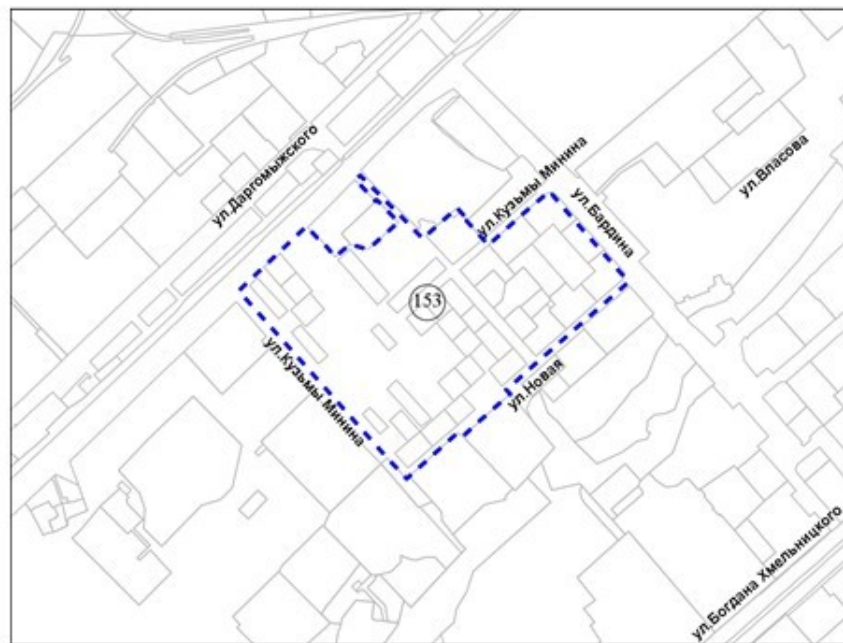 ул.Даргомыжского
ул.Кузьмы Минина
ул.Власова
ул.Бардина
153
ул.Кузьмы Минина
ул.Новая
ул.Богдана Хмельницкого